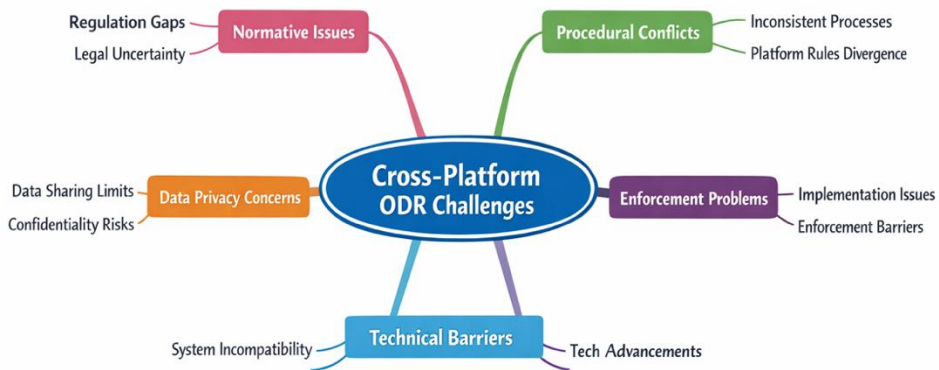 Regulation Gaps
Legal Uncertainty
Normative Issues
Procedural Conflicts
Inconsistent Processes
Platform Rules Divergence
Cross-Platform
ODR Challenges
Data Sharing Limits
Confidentiality Risks
Data Privacy Concerns
Enforcement Problems
Implementation Issues
Enforcement Barriers
System Incompatibility
Technical Barriers
Tech Advancements